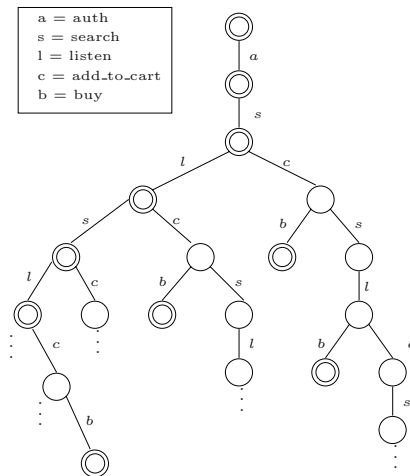 a = auth
s = search
l = listen
c = add_to_cart
b = buy
a
s
l
c
s
c
b
s
l
c
b
s
l
c
l
b
c
b
s